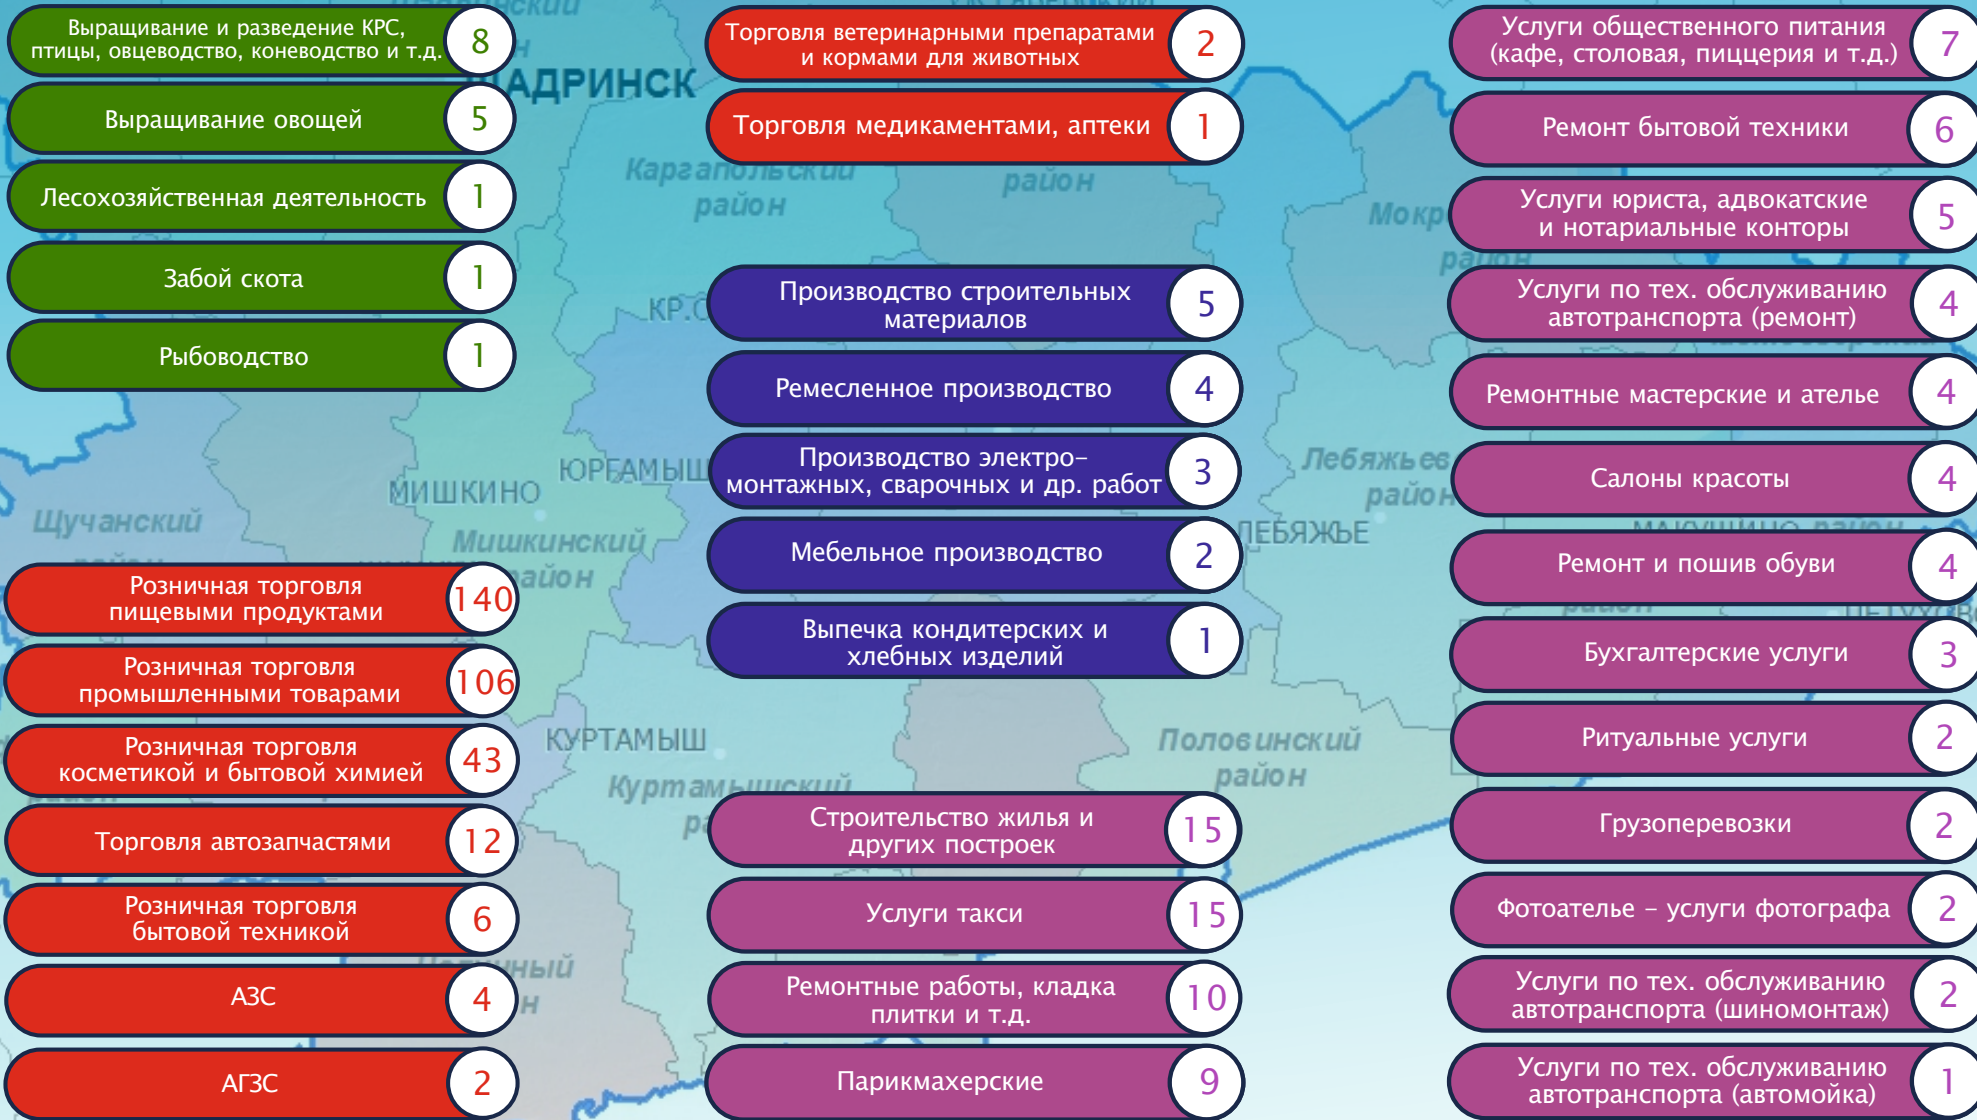 Выращивание и разведение КРС,
птицы, овцеводство, коневодство и т.д.
8
Выращивание овощей
5
Лесохозяйственная деятельность
1
Забой скота
1
Рыбоводство
1
Розничная торговля
пищевыми продуктами
140
Розничная торговля
промышленными товарами
106
Розничная торговля
косметикой и бытовой химией
43
Торговля автозапчастями
12
Розничная торговля
бытовой техникой
6
АЗС
4
АГЗС
2
Торговля ветеринарными препаратами
и кормами для животных
2
Торговля медикаментами, аптеки
1
Производство строительных
материалов
5
Ремесленное производство
4
Производство электро–
монтажных, сварочных и др. работ
3
Мебельное производство
2
Выпечка кондитерских и
хлебных изделий
1
Строительство жилья и
других построек
15
Услуги такси
15
Ремонтные работы, кладка
плитки и т.д.
10
Парикмахерские
9
Услуги общественного питания
(кафе, столовая, пиццерия и т.д.)
7
Ремонт бытовой техники
6
Услуги юриста, адвокатские
и нотариальные конторы
5
Услуги по тех. обслуживанию
автотранспорта (ремонт)
4
Ремонтные мастерские и ателье
4
Салоны красоты
4
Ремонт и пошив обуви
4
Бухгалтерские услуги
3
Ритуальные услуги
2
Грузоперевозки
2
Фотоателье – услуги фотографа
2
Услуги по тех. обслуживанию
автотранспорта (шиномонтаж)
2
Услуги по тех. обслуживанию
автотранспорта (автомойка)
1
Каргапольский
район
район
район
МИШКИНО
ЮРГАМЫШ
Щучанский
Мишкинский
район
Лебяжьев
район
ЛЕБЯЖЬЕ
МАКУШИНО район
КУРТАМЫШ
Куртамышский
Половинский
район